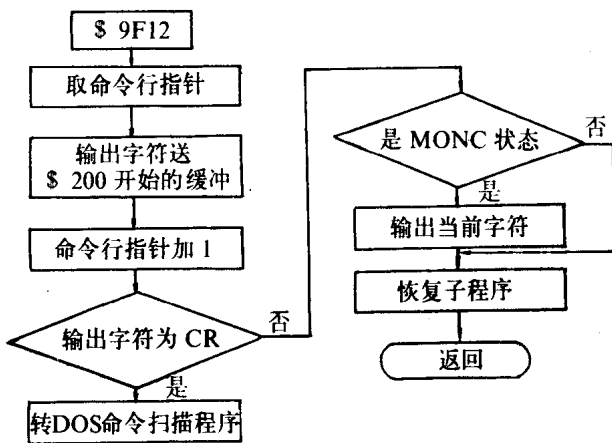 $ 9F12
取命令行指针
输出字符送
$ 200 开始的缓冲
命令行指针加 1
输出字符为 CR
否
是
转DOS命令扫描程序
是 MONC 状态
否
是
输出当前字符
恢复子程序
返回